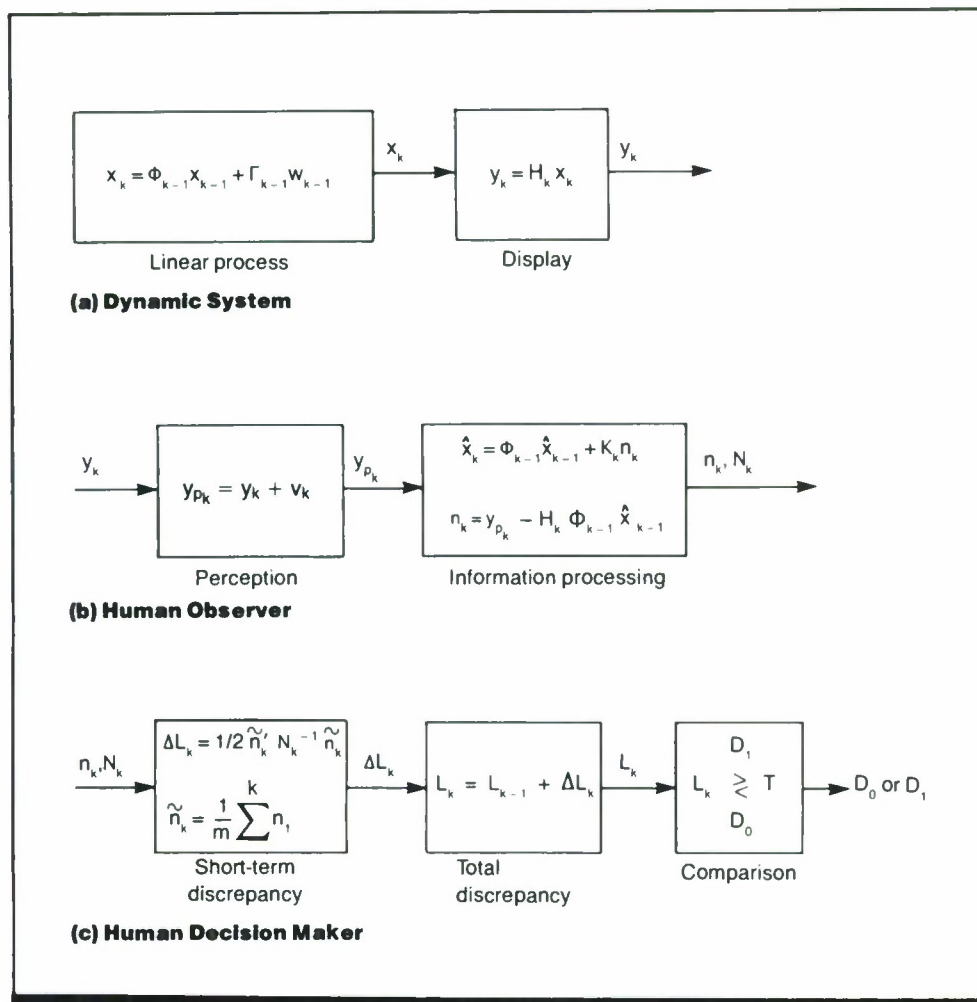 x_k
y_k
x_k = Φ_{k−1} x_{k−1} + Γ_{k−1} w_{k−1}
y_k = H_k x_k
Linear process
Display
(a) Dynamic System
y_k
y_{p_k}
n_k, N_k
y_{p_k} = y_k + v_k
x̂_k = Φ_{k−1} x̂_{k−1} + K_k n_k
n_k = y_{p_k} − H_k Φ_{k−1} x̂_{k−1}
Perception
Information processing
(b) Human Observer
n_k, N_k
ΔL_k = 1/2 ñ_k′ N_k^{−1} ñ_k
ñ_k = 1/m ∑^k n_1
ΔL_k
L_k = L_{k−1} + ΔL_k
L_k
D_1
L_k ≷ T
D_0
D_0 or D_1
Short-term
discrepancy
Total
discrepancy
Comparison
(c) Human Decision Maker